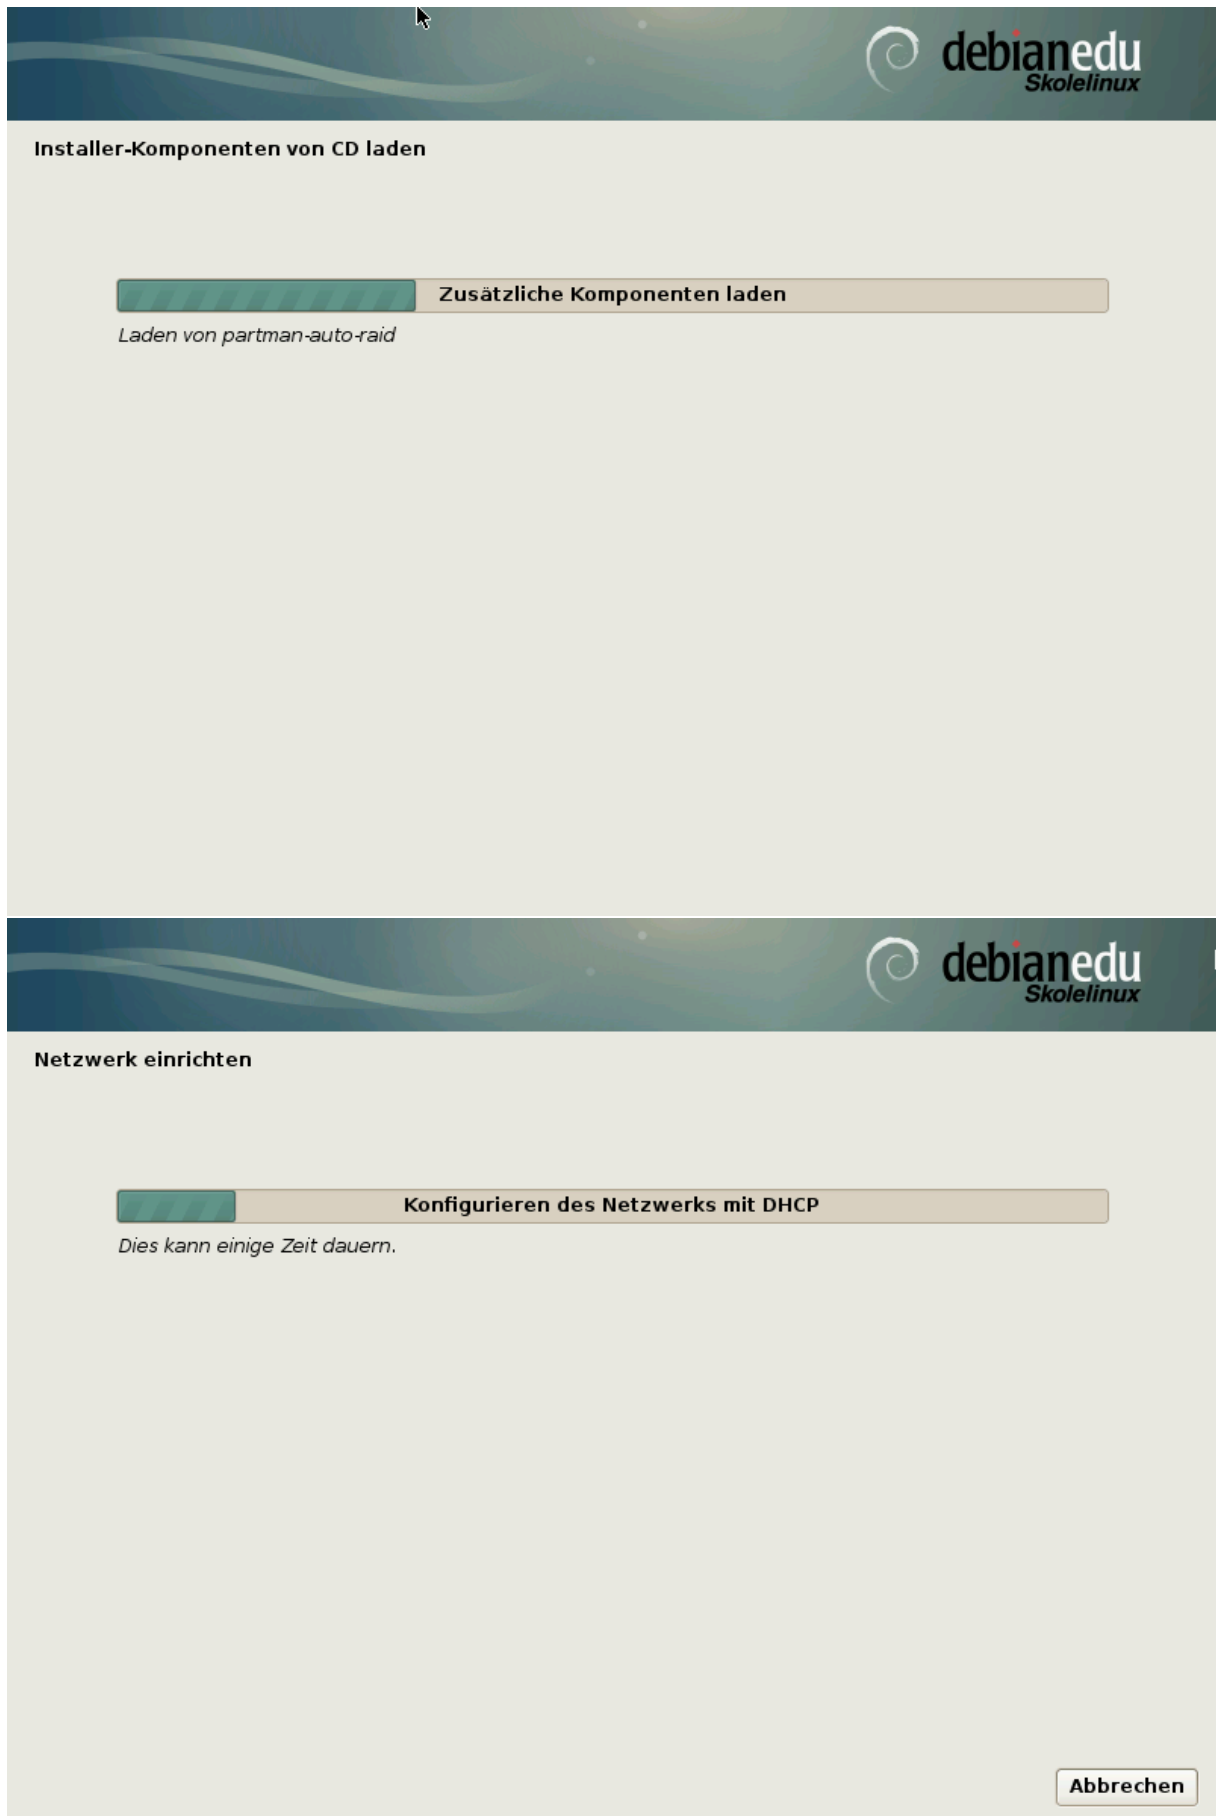 debianedu
Skolelinux
Installer-Komponenten von CD laden
Zusätzliche Komponenten laden
Laden von partman-auto-raid
debianedu
Skolelinux
Netzwerk einrichten
Konfigurieren des Netzwerks mit DHCP
Dies kann einige Zeit dauern.
Abbrechen